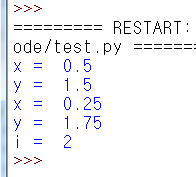 >>>
========= RESTART:
ode/test.py =======
x =  0.5
y =  1.5
x =  0.25
y =  1.75
i =  2
>>>